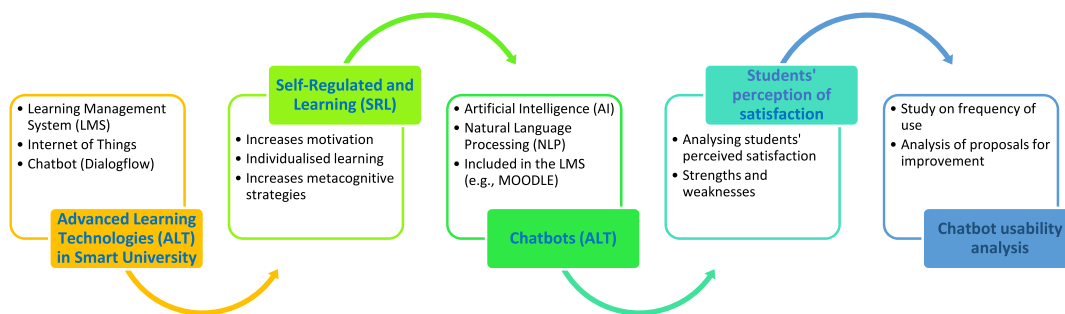 • Learning Management
System (LMS)
• Internet of Things
• Chatbot (Dialogflow)
Advanced Learning
Technologies (ALT)
in Smart University
Self-Regulated and
Learning (SRL)
• Increases motivation
• Individualised learning
• Increases metacognitive
strategies
• Artificial Intelligence (AI)
• Natural Language
Processing (NLP)
• Included in the LMS
(e.g., MOODLE)
Chatbots (ALT)
Students'
perception of
satisfaction
• Analysing students'
perceived satisfaction
• Strengths and
weaknesses
• Study on frequency of
use
• Analysis of proposals for
improvement
Chatbot usability
analysis